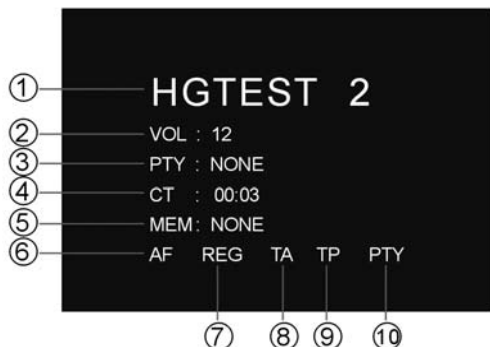 ① HGTEST 2
② VOL : 12
③ PTY : NONE
④ CT : 00:03
⑤ MEM : NONE
⑥ AF REG TA TP PTY
⑦ ⑧ ⑨ ⑩